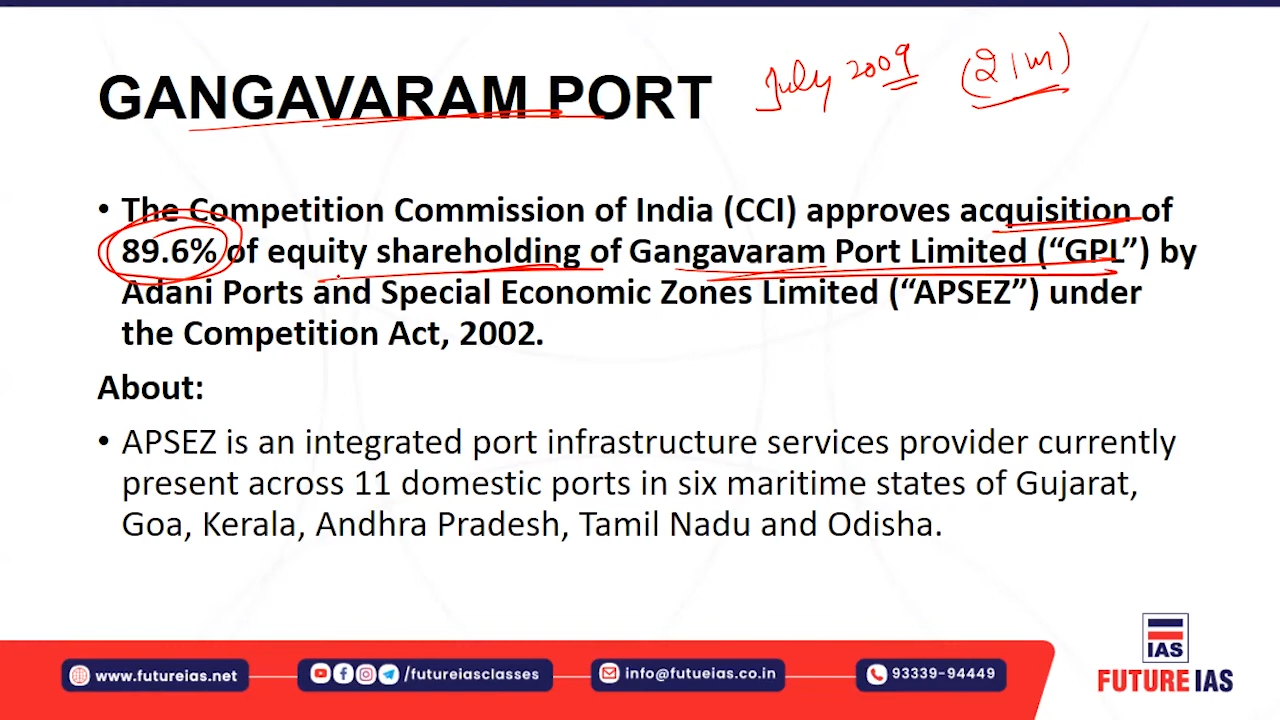 GANGAVARAM PORT
July 2009 (21m)
• The Competition Commission of India (CCI) approves acquisition of
89.6% of equity shareholding of Gangavaram Port Limited (“GPL”) by
Adani Ports and Special Economic Zones Limited (“APSEZ”) under
the Competition Act, 2002.
About:
• APSEZ is an integrated port infrastructure services provider currently
present across 11 domestic ports in six maritime states of Gujarat,
Goa, Kerala, Andhra Pradesh, Tamil Nadu and Odisha.
IAS
FUTURE IAS
www.futureias.net
/futureiasclasses
info@futueias.co.in
93339-94449